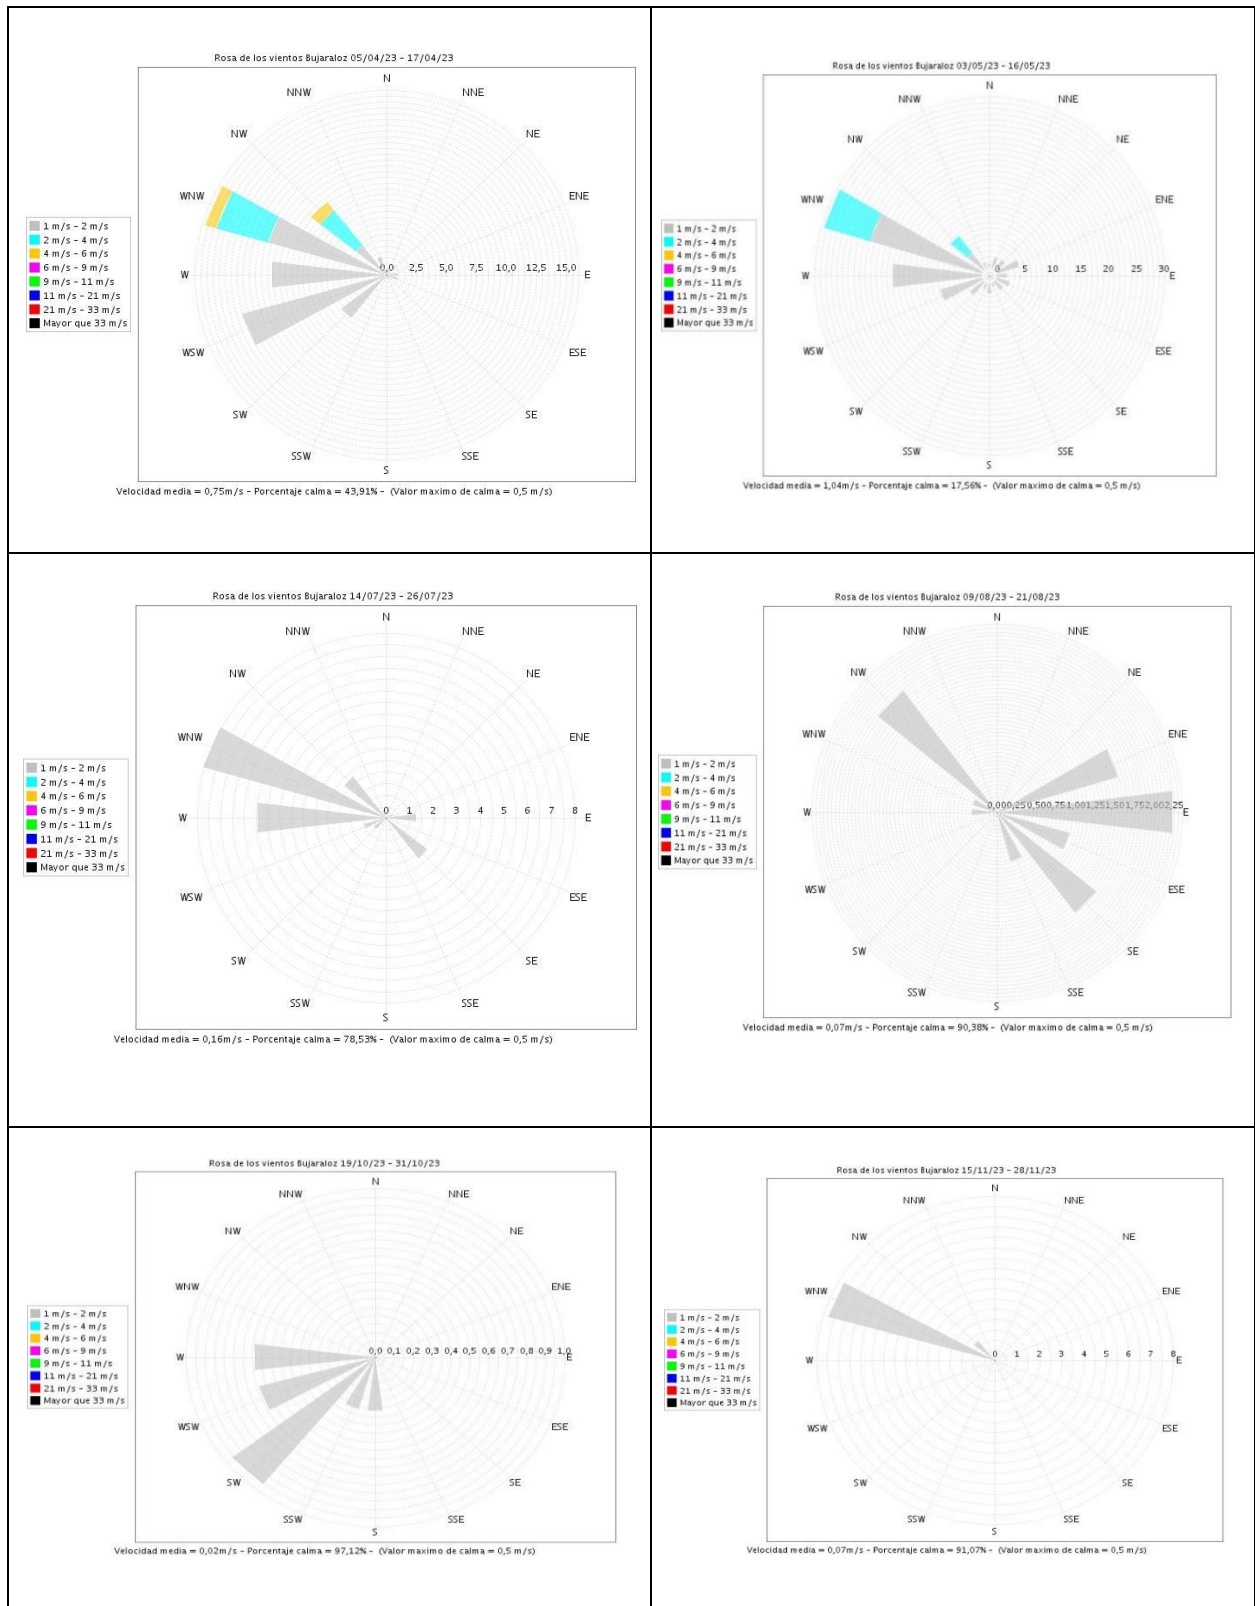 Rosa de los vientos Bujaraloz 05/04/23 - 17/04/23
N
NNW
NNE
NW
NE
WNW
ENE
1 m/s - 2 m/s
2 m/s - 4 m/s
4 m/s - 6 m/s
6 m/s - 9 m/s
9 m/s - 11 m/s
11 m/s - 21 m/s
21 m/s - 33 m/s
Mayor que 33 m/s
W
0,0 2,5 5,0 7,5 10,0 12,5 15,0
E
WSW
ESE
SW
SE
SSW
SSE
S
Velocidad media = 0,75m/s - Porcentaje calma = 43,91% - (Valor maximo de calma = 0,5 m/s)
Rosa de los vientos Bujaraloz 03/05/23 - 16/05/23
N
NNW
NNE
NW
NE
WNW
ENE
1 m/s - 2 m/s
2 m/s - 4 m/s
4 m/s - 6 m/s
6 m/s - 9 m/s
9 m/s - 11 m/s
11 m/s - 21 m/s
21 m/s - 33 m/s
Mayor que 33 m/s
W
0 5 10 15 20 25 30
E
WSW
ESE
SW
SE
SSW
SSE
S
Velocidad media = 1,04m/s - Porcentaje calma = 17,56% - (Valor maximo de calma = 0,5 m/s)
Rosa de los vientos Bujaraloz 14/07/23 - 26/07/23
N
NNW
NNE
NW
NE
WNW
ENE
1 m/s - 2 m/s
2 m/s - 4 m/s
4 m/s - 6 m/s
6 m/s - 9 m/s
9 m/s - 11 m/s
11 m/s - 21 m/s
21 m/s - 33 m/s
Mayor que 33 m/s
W
0 1 2 3 4 5 6 7 8
E
WSW
ESE
SW
SE
SSW
SSE
S
Velocidad media = 0,16m/s - Porcentaje calma = 78,53% - (Valor maximo de calma = 0,5 m/s)
Rosa de los vientos Bujaraloz 09/08/23 - 21/08/23
N
NNW
NNE
NW
NE
WNW
ENE
1 m/s - 2 m/s
2 m/s - 4 m/s
4 m/s - 6 m/s
6 m/s - 9 m/s
9 m/s - 11 m/s
11 m/s - 21 m/s
21 m/s - 33 m/s
Mayor que 33 m/s
W
0,000,250,500,751,001,251,501,752,002,25
E
WSW
ESE
SW
SE
SSW
SSE
S
Velocidad media = 0,07m/s - Porcentaje calma = 90,38% - (Valor maximo de calma = 0,5 m/s)
Rosa de los vientos Bujaraloz 19/10/23 - 31/10/23
N
NNW
NNE
NW
NE
WNW
ENE
1 m/s - 2 m/s
2 m/s - 4 m/s
4 m/s - 6 m/s
6 m/s - 9 m/s
9 m/s - 11 m/s
11 m/s - 21 m/s
21 m/s - 33 m/s
Mayor que 33 m/s
W
0,0 0,1 0,2 0,3 0,4 0,5 0,6 0,7 0,8 0,9 1,0
E
WSW
ESE
SW
SE
SSW
SSE
S
Velocidad media = 0,02m/s - Porcentaje calma = 97,12% - (Valor maximo de calma = 0,5 m/s)
Rosa de los vientos Bujaraloz 15/11/23 - 28/11/23
N
NNW
NNE
NW
NE
WNW
ENE
1 m/s - 2 m/s
2 m/s - 4 m/s
4 m/s - 6 m/s
6 m/s - 9 m/s
9 m/s - 11 m/s
11 m/s - 21 m/s
21 m/s - 33 m/s
Mayor que 33 m/s
W
0 1 2 3 4 5 6 7 8
E
WSW
ESE
SW
SE
SSW
SSE
S
Velocidad media = 0,07m/s - Porcentaje calma = 91,07% - (Valor maximo de calma = 0,5 m/s)